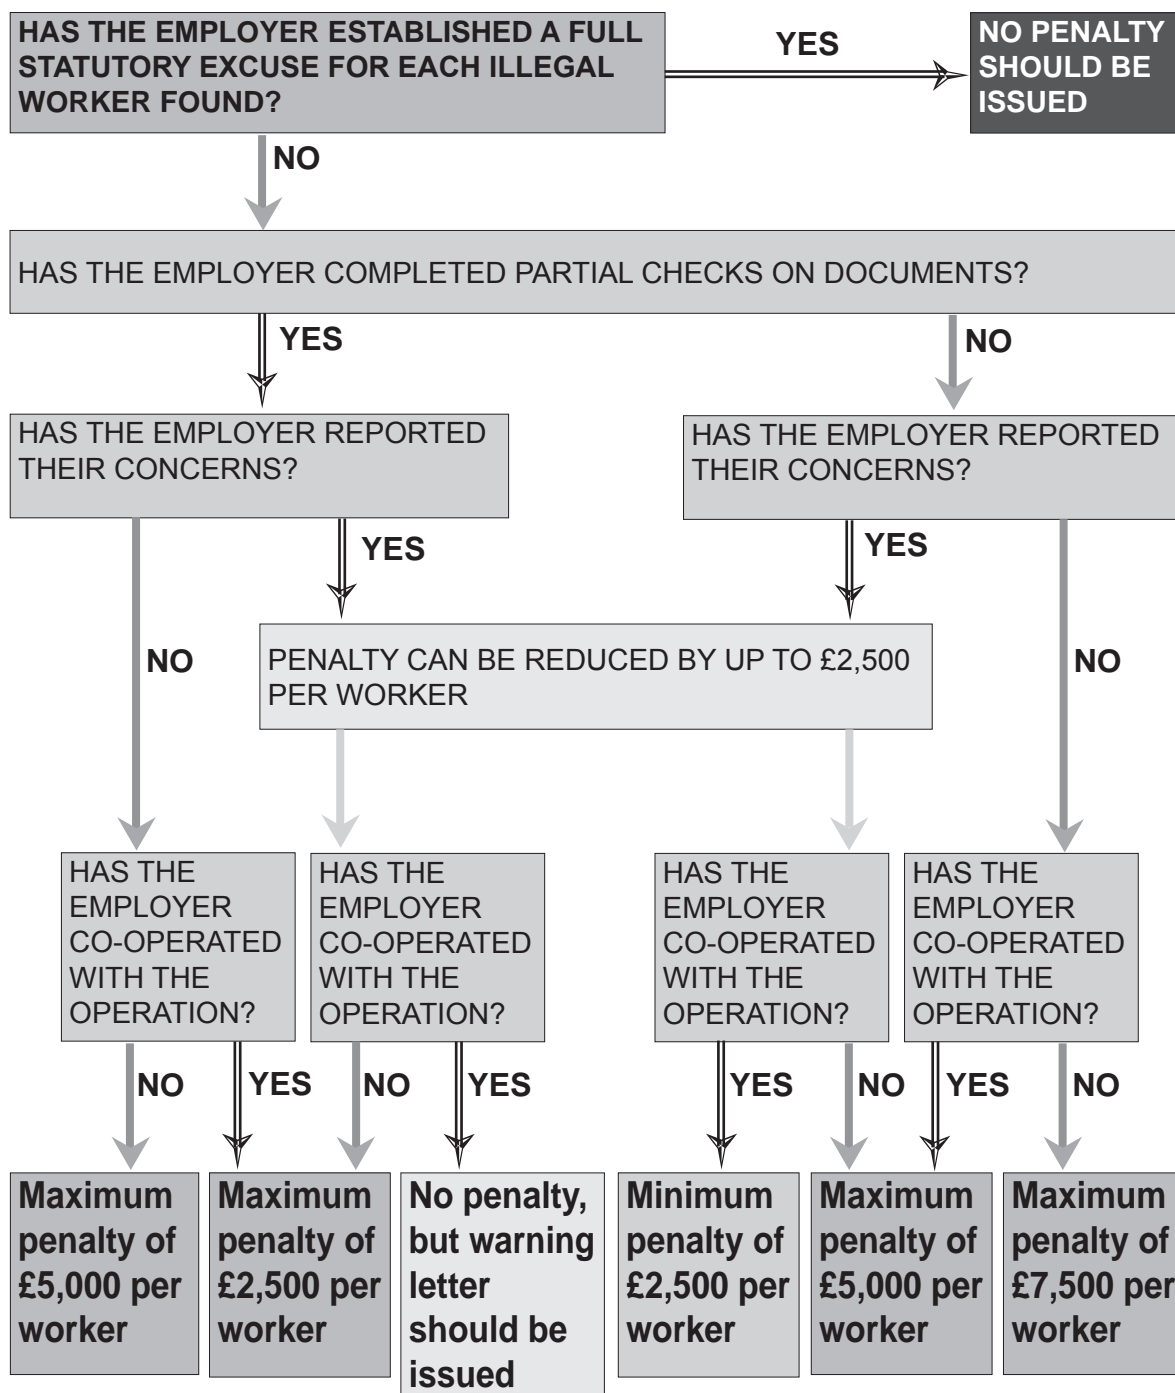 HAS THE EMPLOYER ESTABLISHED A FULL
STATUTORY EXCUSE FOR EACH ILLEGAL
WORKER FOUND?
YES
NO PENALTY
SHOULD BE
ISSUED
NO
HAS THE EMPLOYER COMPLETED PARTIAL CHECKS ON DOCUMENTS?
YES
NO
HAS THE EMPLOYER REPORTED
THEIR CONCERNS?
HAS THE EMPLOYER REPORTED
THEIR CONCERNS?
YES
YES
NO
PENALTY CAN BE REDUCED BY UP TO £2,500
PER WORKER
NO
HAS THE
EMPLOYER
CO-OPERATED
WITH THE
OPERATION?
HAS THE
EMPLOYER
CO-OPERATED
WITH THE
OPERATION?
HAS THE
EMPLOYER
CO-OPERATED
WITH THE
OPERATION?
HAS THE
EMPLOYER
CO-OPERATED
WITH THE
OPERATION?
NO
YES
NO
YES
YES
NO
YES
NO
Maximum
penalty of
£5,000 per
worker
Maximum
penalty of
£2,500 per
worker
No penalty,
but warning
letter
should be
issued
Minimum
penalty of
£2,500 per
worker
Maximum
penalty of
£5,000 per
worker
Maximum
penalty of
£7,500 per
worker